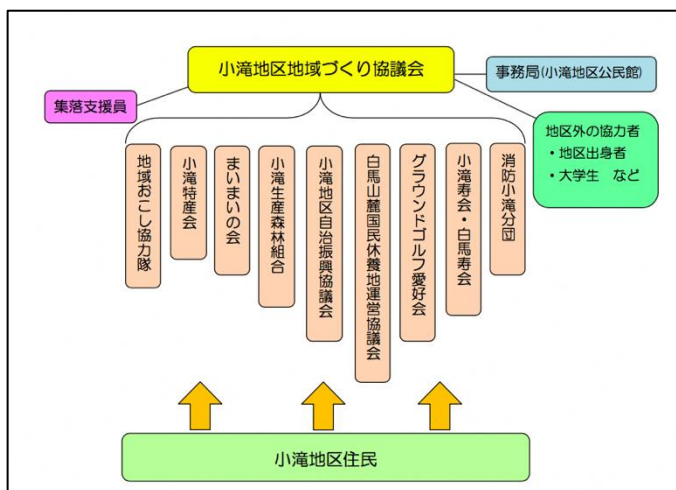 小滝地区地域づくり協議会
事務局(小滝地区公民館)
集落支援員
地区外の協力者
・地区出身者
・大学生 など
地域おこし協力隊
小滝特産会
まいまいの会
小滝生産森林組合
小滝地区自治振興協議会
白馬山麓国民休養地運営協議会
グラウンドゴルフ愛好会
小滝寿会・白馬寿会
消防小滝分団
小滝地区住民